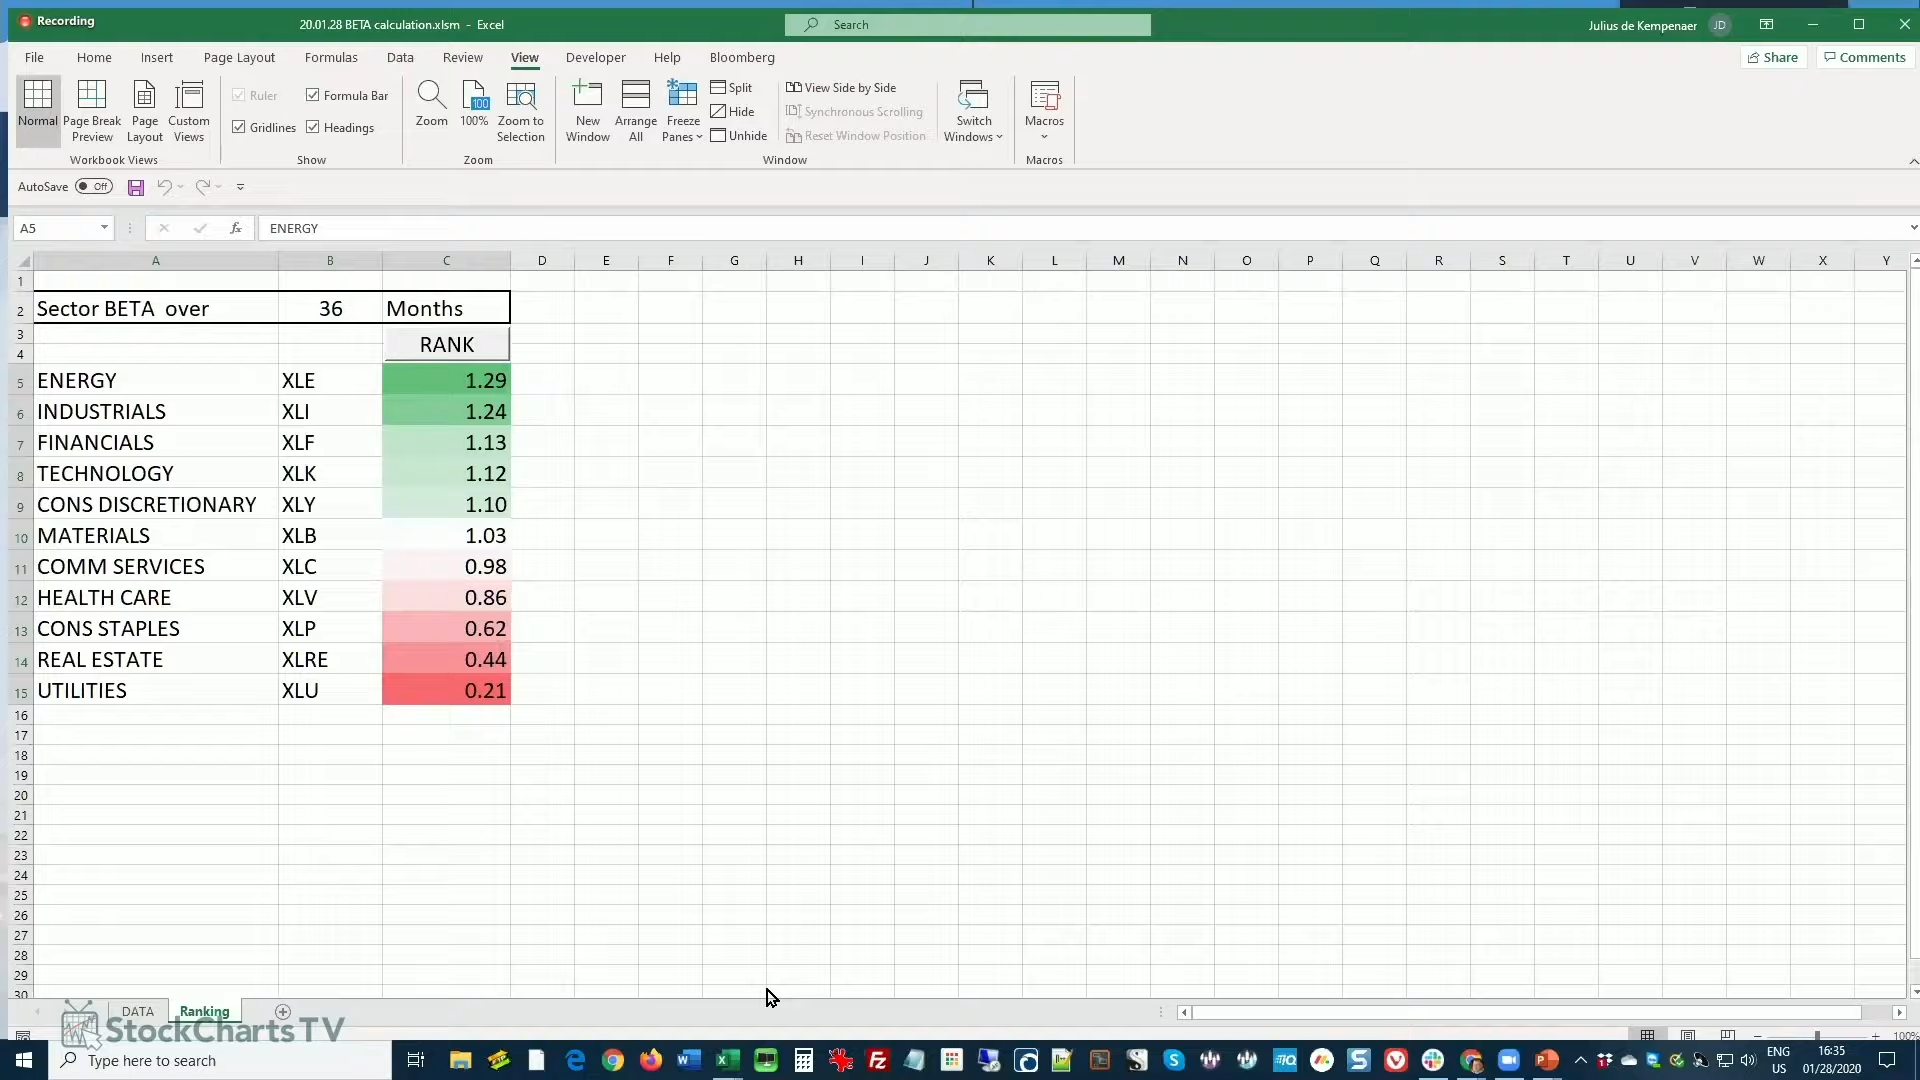 Recording
20.01.28 BETA calculation.xlsm - Excel
Search
Julius de Kempenaer
JD
File Home Insert Page Layout Formulas Data Review View Developer Help Bloomberg
Share Comments
Normal
Page Break Preview
Page Layout
Custom Views
Workbook Views
Ruler
Formula Bar
Gridlines
Headings
Show
Zoom
100
100%
Zoom to Selection
Zoom
New Window
Arrange All
Freeze Panes
Split
Hide
Unhide
View Side by Side
Synchronous Scrolling
Reset Window Position
Window
Switch Windows
Macros
Macros
AutoSave Off
A5
fx
ENERGY
A B C D E F G H I J K L M N O P Q R S T U V W X Y
1
2 Sector BETA over 36 Months
3
RANK
4
5 ENERGY XLE 1.29
6 INDUSTRIALS XLI 1.24
7 FINANCIALS XLF 1.13
8 TECHNOLOGY XLK 1.12
9 CONS DISCRETIONARY XLY 1.10
10 MATERIALS XLB 1.03
11 COMM SERVICES XLC 0.98
12 HEALTH CARE XLV 0.86
13 CONS STAPLES XLP 0.62
14 REAL ESTATE XLRE 0.44
15 UTILITIES XLU 0.21
16
17
18
19
20
21
22
23
24
25
26
27
28
29
30
DATA Ranking
StockCharts TV
100%
Type here to search
ENG
US
16:35
01/28/2020